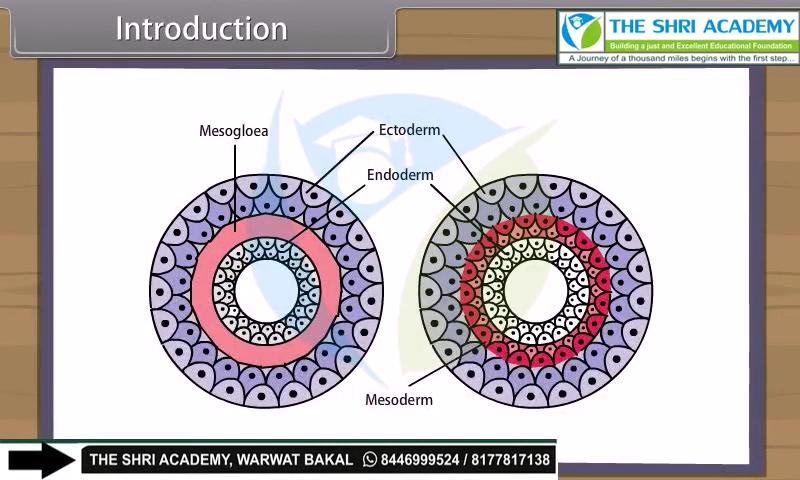 Introduction
THE SHRI ACADEMY
Building a just and Excellent Educational Foundation
A Journey of a thousand miles begins with the first step...
Mesogloea
Ectoderm
Endoderm
Mesoderm
THE SHRI ACADEMY, WARWAT BAKAL 8446999524 / 8177817138